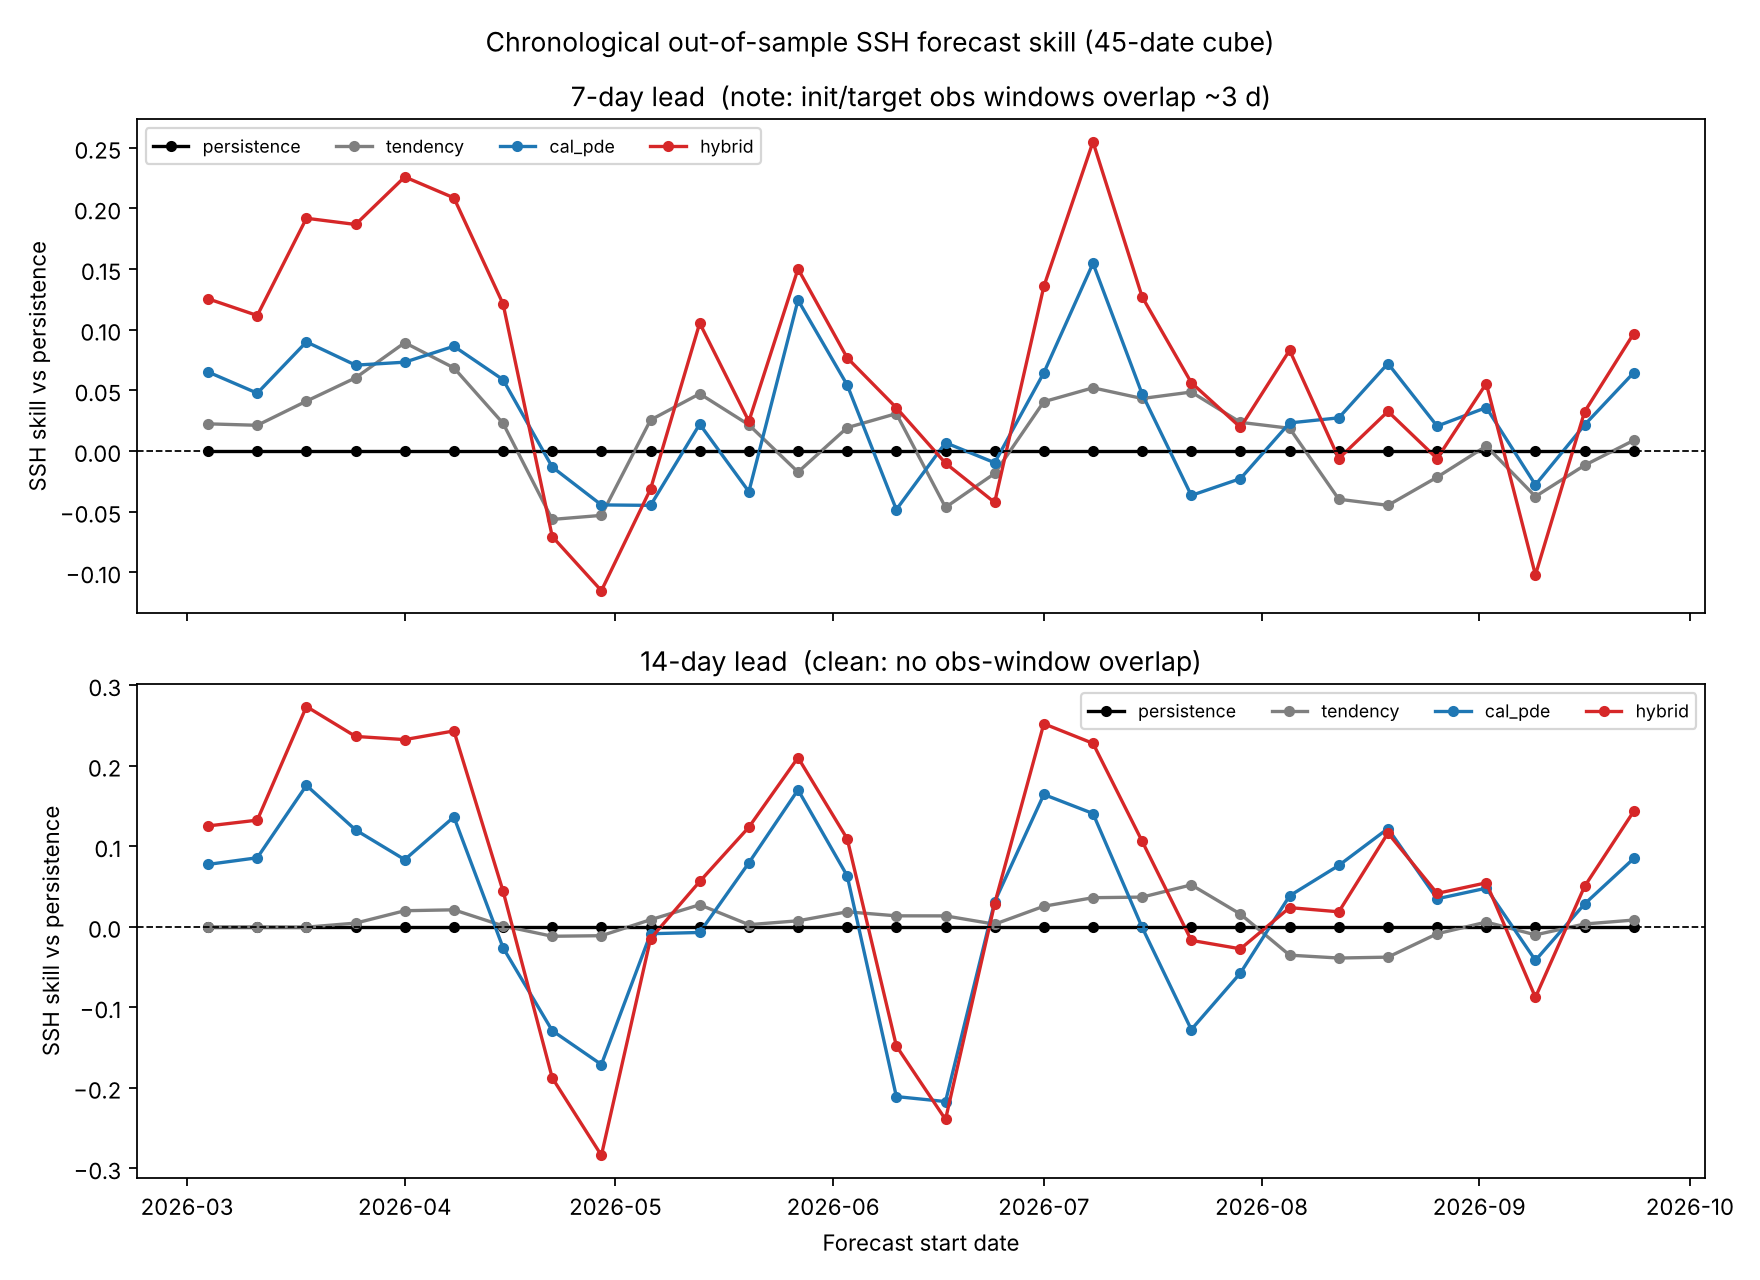 Chronological out-of-sample SSH forecast skill (45-date cube)
7-day lead  (note: init/target obs windows overlap ~3 d)
persistence tendency cal_pde hybrid
SSH skill vs persistence
0.25
0.20
0.15
0.10
0.05
0.00
−0.05
−0.10
14-day lead  (clean: no obs-window overlap)
persistence tendency cal_pde hybrid
SSH skill vs persistence
0.3
0.2
0.1
0.0
−0.1
−0.2
−0.3
2026-03 2026-04 2026-05 2026-06 2026-07 2026-08 2026-09 2026-10
Forecast start date